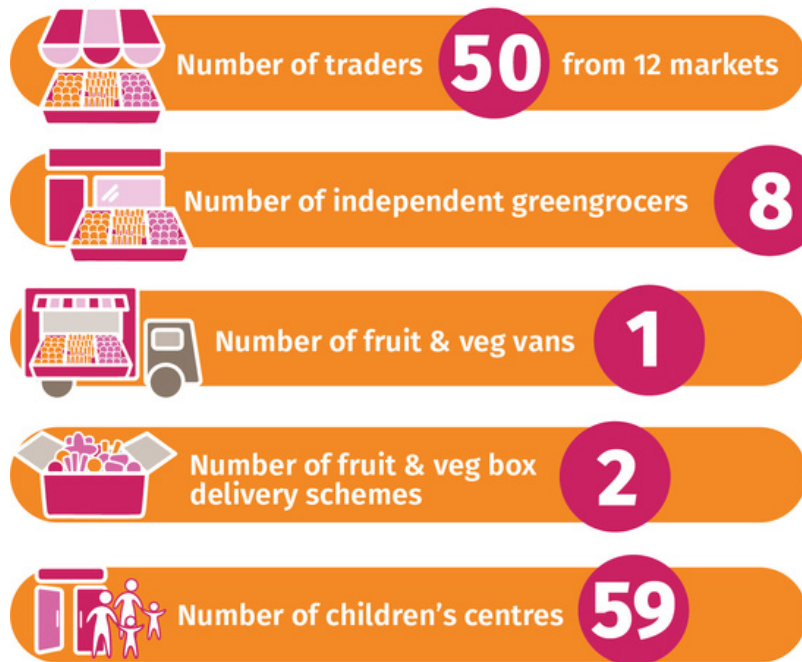 Number of traders 50 from 12 markets
Number of independent greengrocers 8
Number of fruit & veg vans 1
Number of fruit & veg box
delivery schemes 2
Number of children’s centres 59